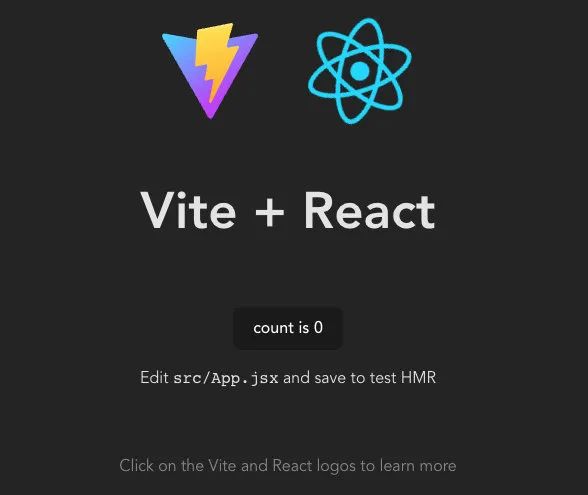 Vite + React
count is 0
Edit src/App.jsx and save to test HMR
Click on the Vite and React logos to learn more